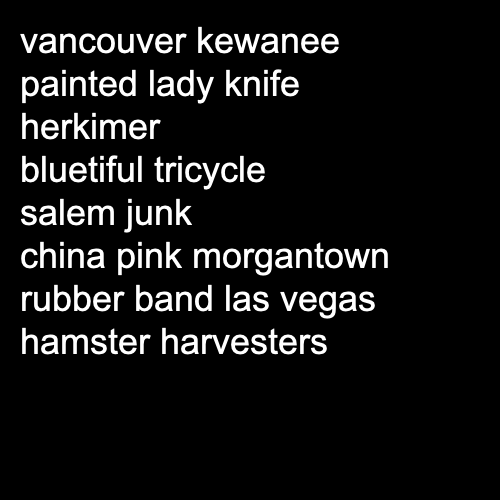 vancouver kewanee
painted lady knife
herkimer
bluetiful tricycle
salem junk
china pink morgantown
rubber band las vegas
hamster harvesters